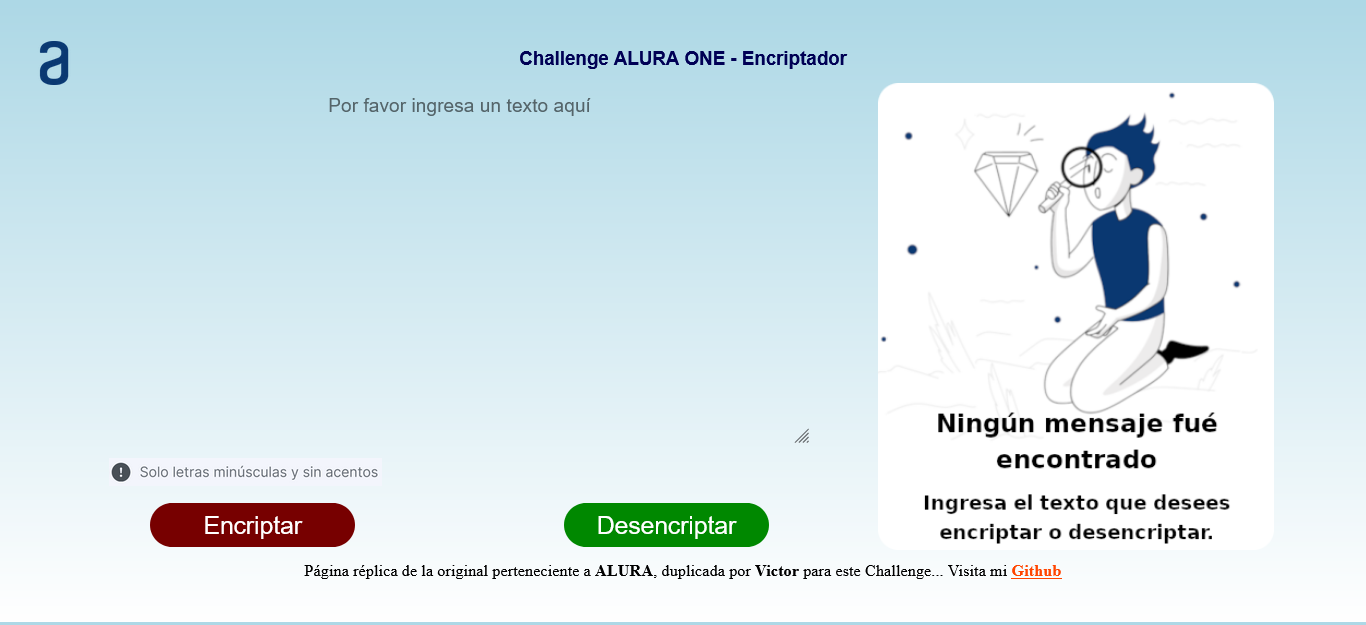 a
Challenge ALURA ONE - Encriptador
Por favor ingresa un texto aquí
Ningún mensaje fué
encontrado
Ingresa el texto que desees
encriptar o desencriptar.
! Solo letras minúsculas y sin acentos
Encriptar
Desencriptar
Página réplica de la original perteneciente a ALURA, duplicada por Victor para este Challenge... Visita mi Github